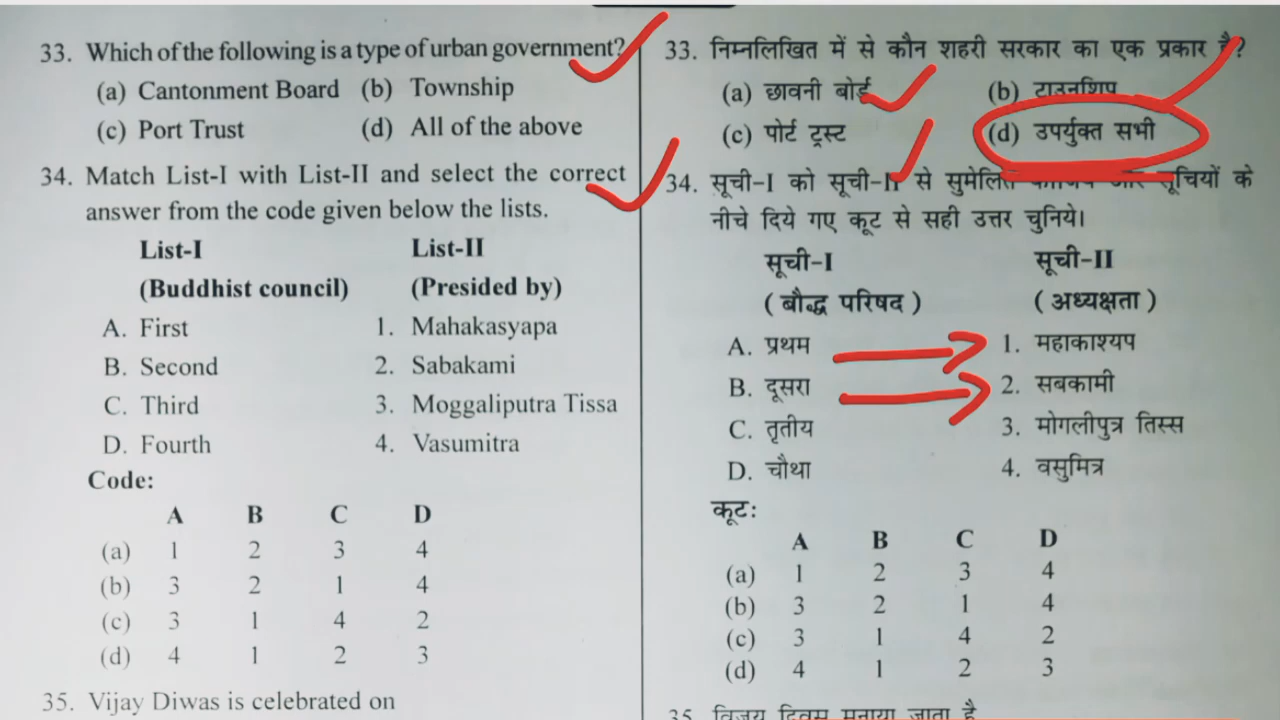 33. Which of the following is a type of urban government?
(a) Cantonment Board (b) Township
(c) Port Trust (d) All of the above
34. Match List-I with List-II and select the correct
answer from the code given below the lists.
List-I List-II
(Buddhist council) (Presided by)
A. First 1. Mahakasyapa
B. Second 2. Sabakami
C. Third 3. Moggaliputra Tissa
D. Fourth 4. Vasumitra
Code:
A B C D
(a) 1 2 3 4
(b) 3 2 1 4
(c) 3 1 4 2
(d) 4 1 2 3
35. Vijay Diwas is celebrated on
33. निम्नलिखित में से कौन शहरी सरकार का एक प्रकार है?
(a) छावनी बोर्ड (b) टाउनशिप
(c) पोर्ट ट्रस्ट (d) उपर्युक्त सभी
34. सूची-I को सूची-II से सुमेलित सूचियों के
नीचे दिये गए कूट से सही उत्तर चुनिये।
सूची-I सूची-II
(बौद्ध परिषद) (अध्यक्षता)
A. प्रथम 1. महाकाश्यप
B. दूसरा 2. सबकामी
C. तृतीय 3. मोगलीपुत्र तिस्स
D. चौथा 4. वसुमित्र
कूट:
A B C D
(a) 1 2 3 4
(b) 3 2 1 4
(c) 3 1 4 2
(d) 4 1 2 3
35. विजय दिवस मनाया जाता है